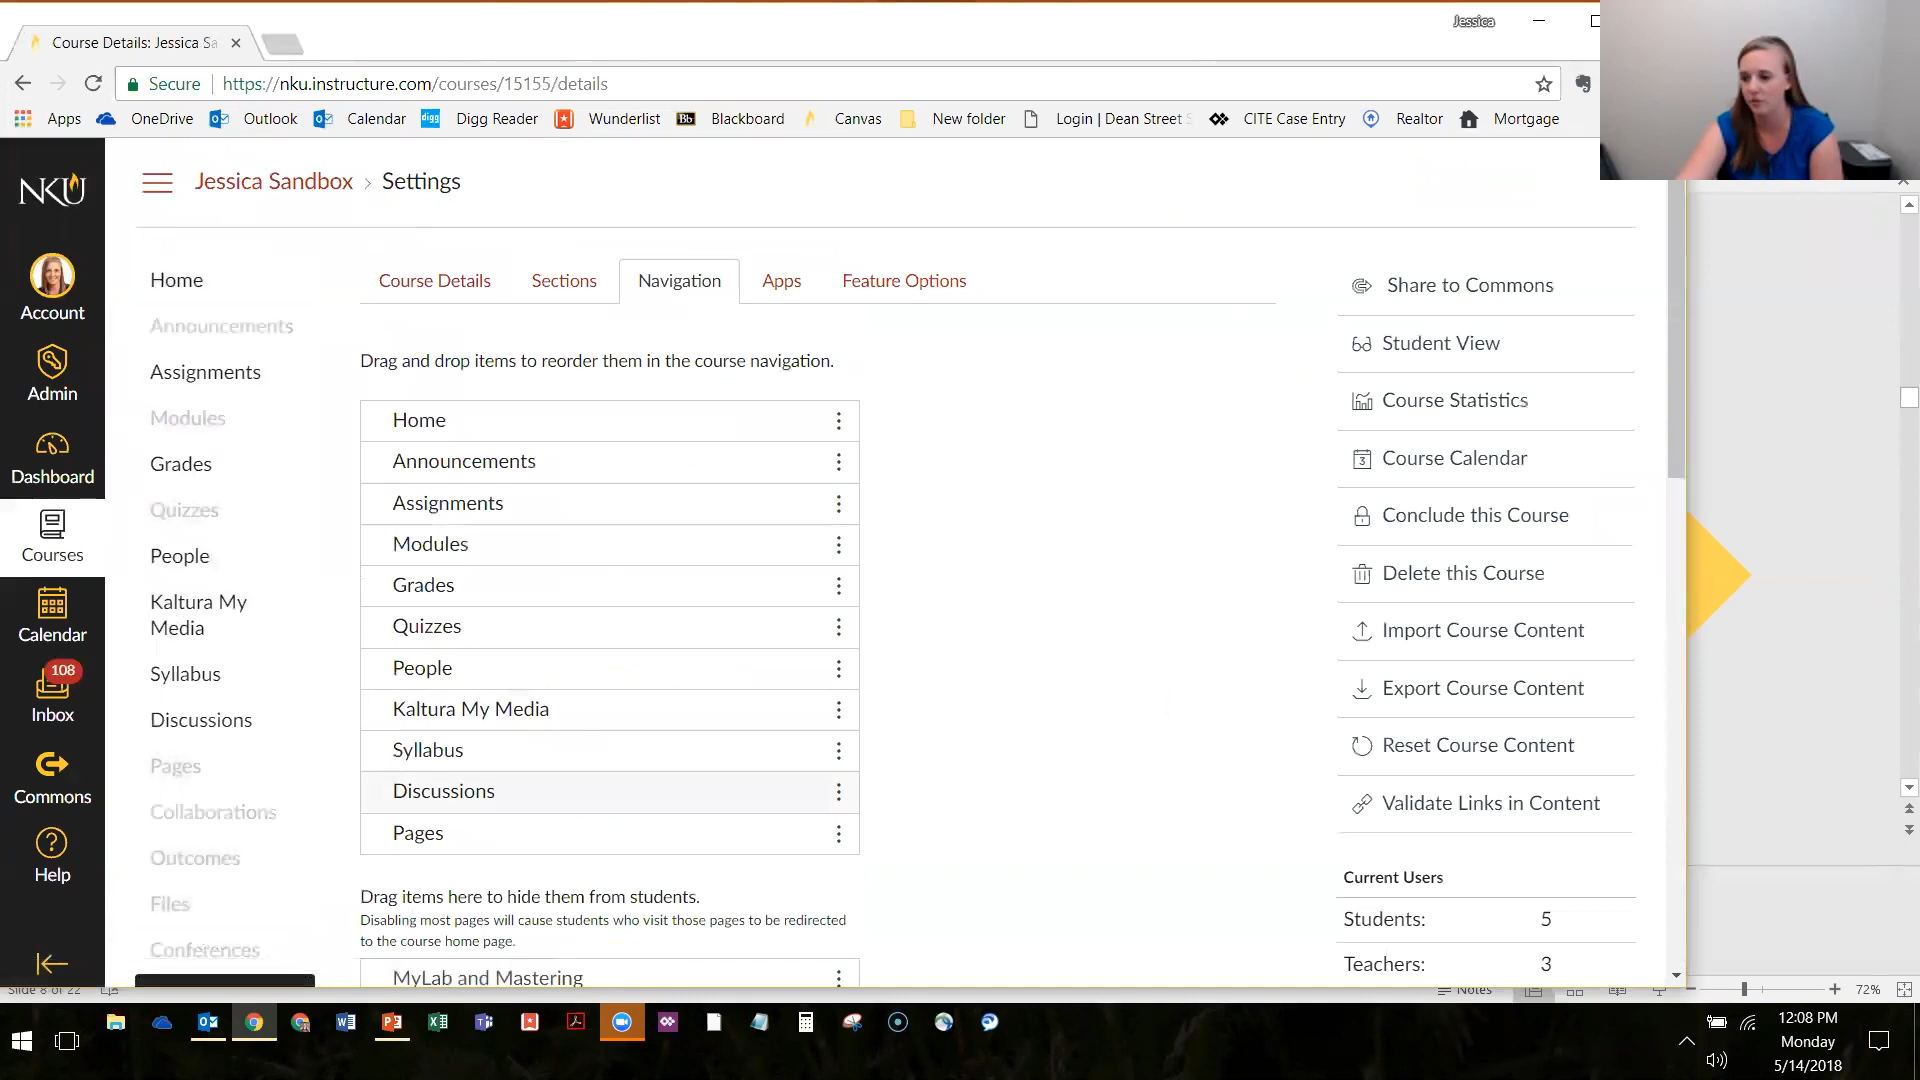 Jessica
Course Details: Jessica Sa
Secure
https://nku.instructure.com/courses/15155/details
Apps
OneDrive
Outlook
Calendar
digg Digg Reader
Wunderlist
Bb Blackboard
Canvas
New folder
Login | Dean Street S
CITE Case Entry
Realtor
Mortgage
NKU
Account
Admin
Dashboard
Courses
Calendar
108
Inbox
Commons
Help
Jessica Sandbox › Settings
Home
Announcements
Assignments
Modules
Grades
Quizzes
People
Kaltura My
Media
Syllabus
Discussions
Pages
Collaborations
Outcomes
Files
Conferences
Course Details
Sections
Navigation
Apps
Feature Options
Drag and drop items to reorder them in the course navigation.
Home
Announcements
Assignments
Modules
Grades
Quizzes
People
Kaltura My Media
Syllabus
Discussions
Pages
Drag items here to hide them from students.
Disabling most pages will cause students who visit those pages to be redirected
to the course home page.
MyLab and Mastering
Share to Commons
Student View
Course Statistics
3 Course Calendar
Conclude this Course
Delete this Course
Import Course Content
Export Course Content
Reset Course Content
Validate Links in Content
Current Users
Students: 5
Teachers: 3
Slide 8 of 22
Notes
72%
12:08 PM
Monday
5/14/2018